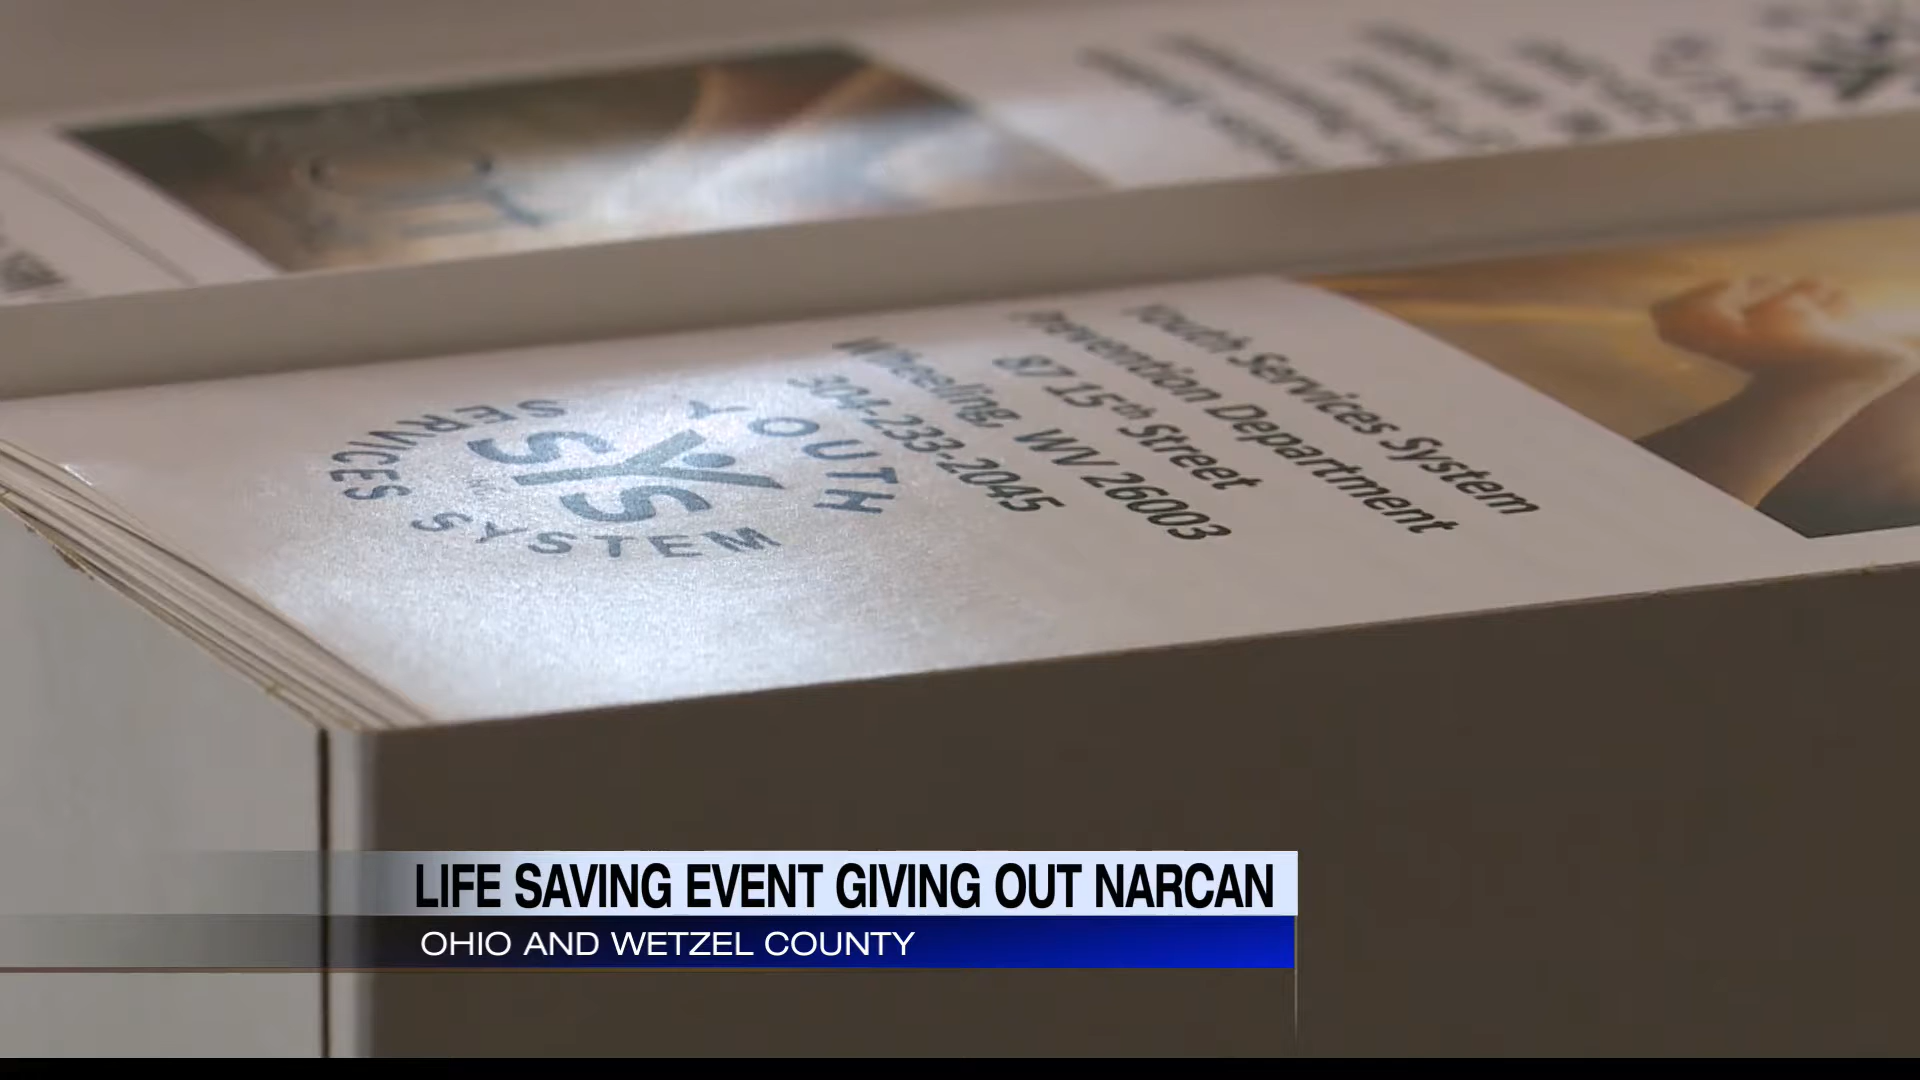 Youth Services System
Prevention Department
87 15th Street
Wheeling, WV 26003
304-233-2045
YOUTH
SERVICES
SYSTEM
SYS
LIFE SAVING EVENT GIVING OUT NARCAN
OHIO AND WETZEL COUNTY